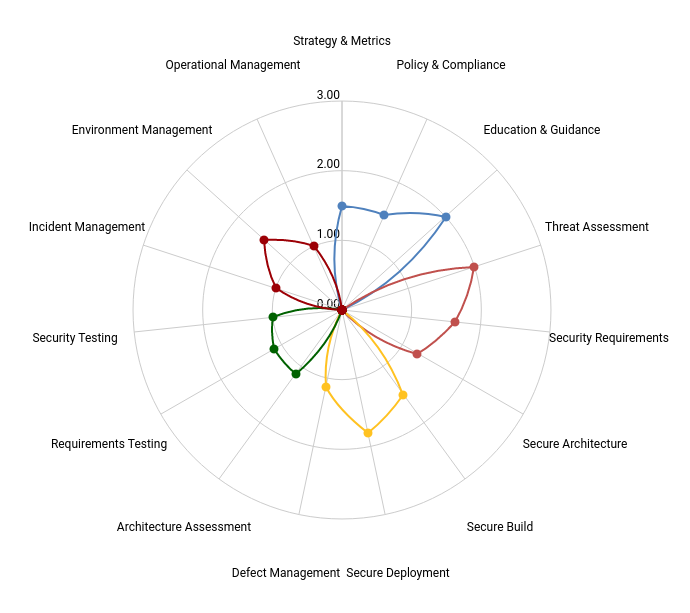 Strategy & Metrics
Operational Management
Policy & Compliance
3.00
Environment Management
Education & Guidance
2.00
Incident Management
Threat Assessment
1.00
0.00
Security Testing
Security Requirements
Requirements Testing
Secure Architecture
Architecture Assessment
Secure Build
Defect Management
Secure Deployment